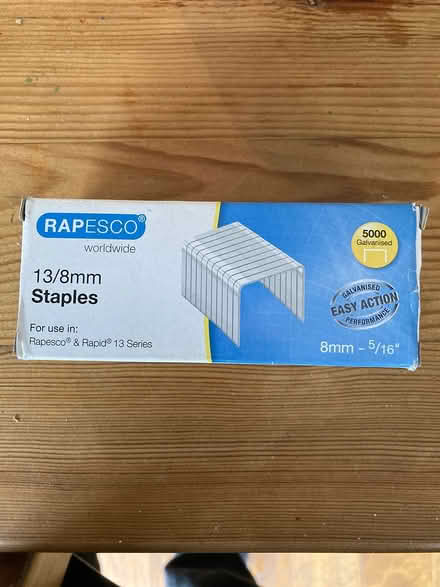 RAPESCO®
worldwide
13/8mm
Staples
For use in:
Rapesco® & Rapid® 13 Series
5000
Galvanised
GALVANISED
EASY ACTION
PERFORMANCE
8mm - 5/16"